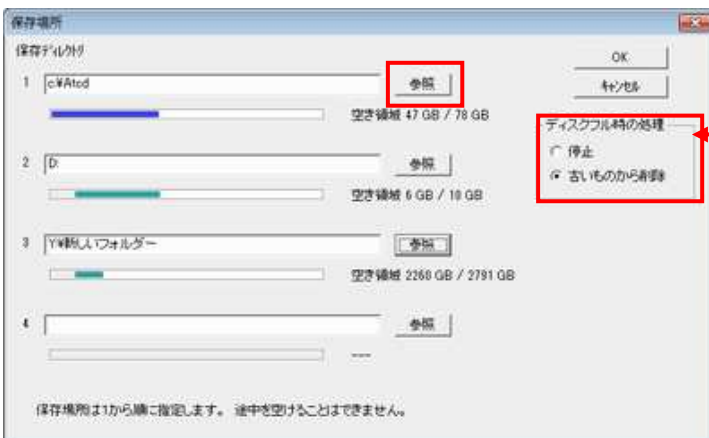 保存場所
保存ディレクトリ
OK
1 c:¥Atcd 参照
キャンセル
空き領域 47 GB / 78 GB
ディスクフル時の処理
停止
2 D: 参照
古いものから削除
空き領域 6 GB / 10 GB
3 Y:¥新しいフォルダー 参照
空き領域 2260 GB / 2791 GB
4 参照
---
保存場所は1から順に指定します。 途中を空けることはできません。